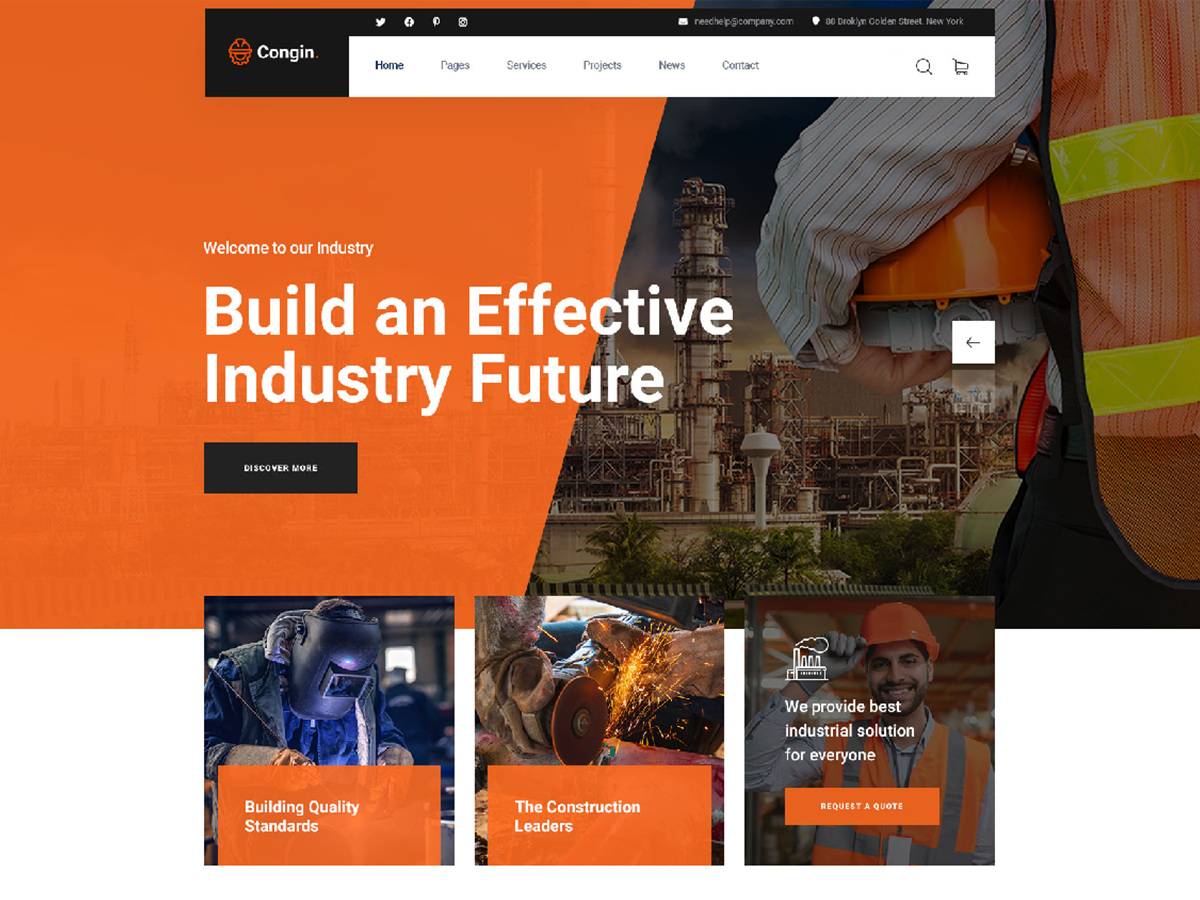 needhelp@company.com
88 Broklyn Golden Street. New York
Congin.
Home
Pages
Services
Projects
News
Contact
Welcome to our Industry
Build an Effective
Industry Future
DISCOVER MORE
Building Quality
Standards
The Construction
Leaders
We provide best
industrial solution
for everyone
REQUEST A QUOTE